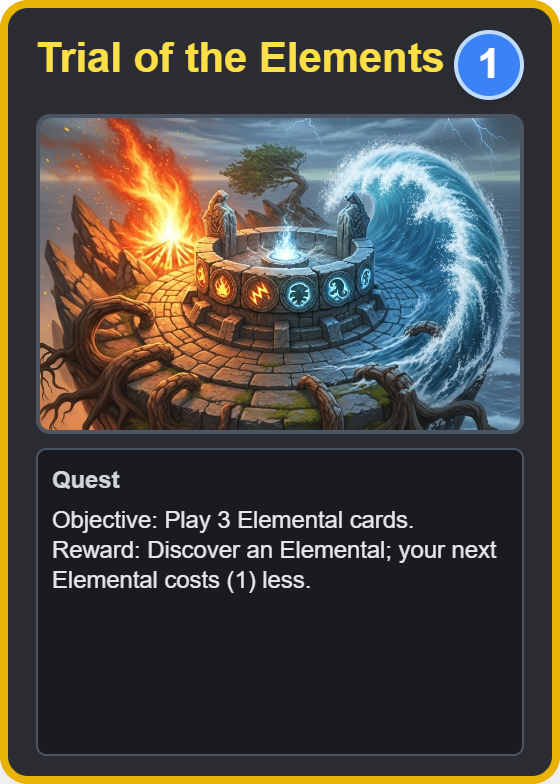 Trial of the Elements
1
Quest
Objective: Play 3 Elemental cards.
Reward: Discover an Elemental; your next
Elemental costs (1) less.